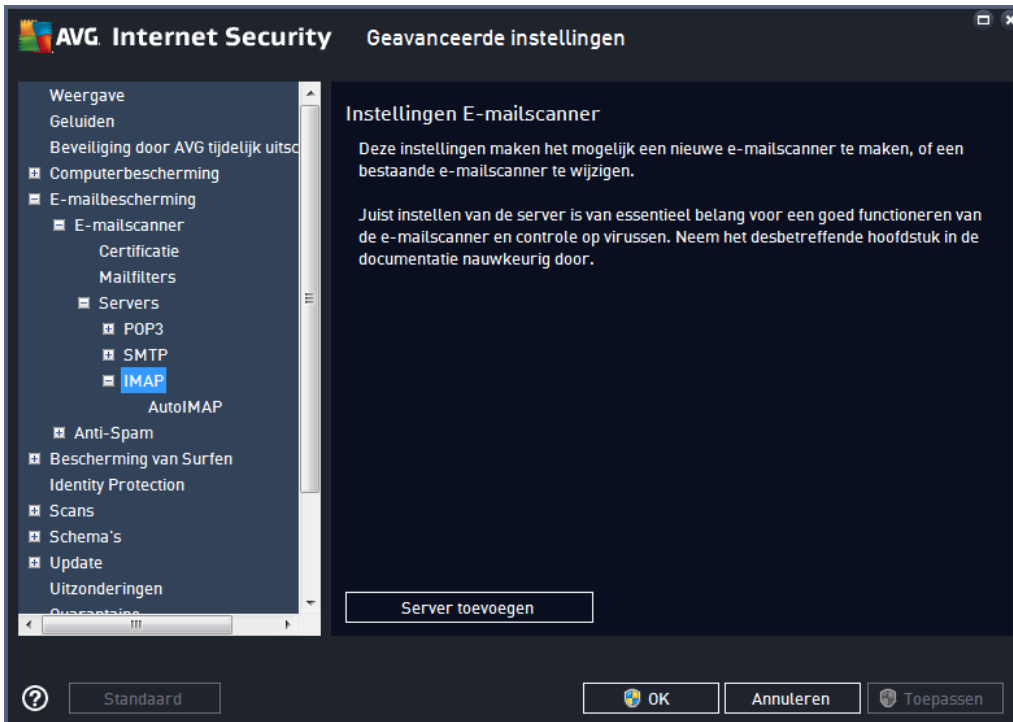 AVG. Internet Security
Geavanceerde instellingen
Weergave
Geluiden
Beveiliging door AVG tijdelijk uitsc
Computerbescherming
E-mailbescherming
E-mailscanner
Certificatie
Mailfilters
Servers
POP3
SMTP
IMAP
AutoIMAP
Anti-Spam
Bescherming van Surfen
Identity Protection
Scans
Schema's
Update
Uitzonderingen
Quarantaine
Instellingen E-mailscanner
Deze instellingen maken het mogelijk een nieuwe e-mailscanner te maken, of een
bestaande e-mailscanner te wijzigen.
Juist instellen van de server is van essentieel belang voor een goed functioneren van
de e-mailscanner en controle op virussen. Neem het desbetreffende hoofdstuk in de
documentatie nauwkeurig door.
Server toevoegen
Standaard
OK
Annuleren
Toepassen